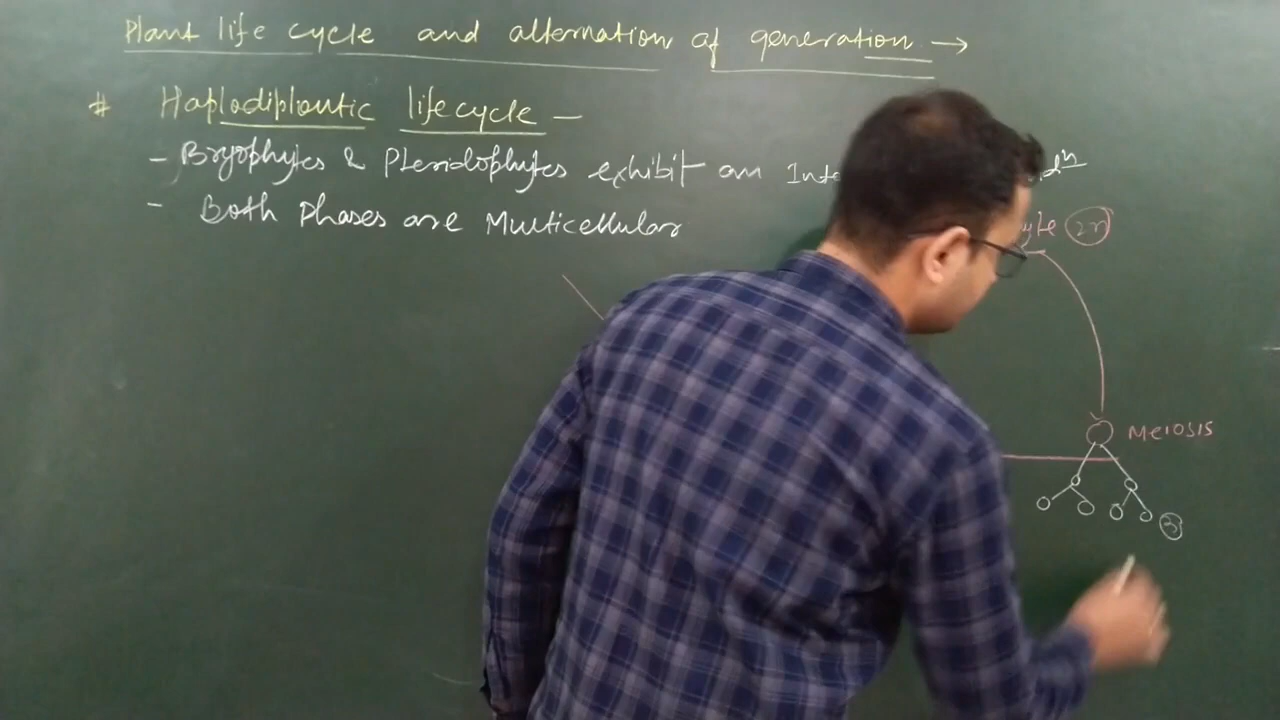 Plant life cycle and alternation of generation →
# Haplodiplontic lifecycle –
- Bryophytes & Pteridophytes exhibit an Inte
- Both Phases are Multicellular
yte 2n
Meiosis